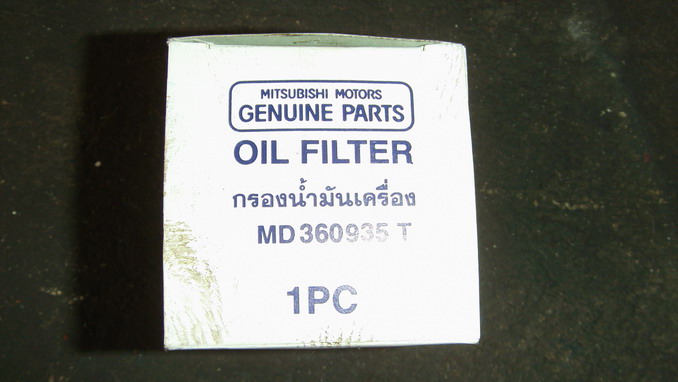 MITSUBISHI MOTORS
GENUINE PARTS
OIL FILTER
กรองน้ำมันเครื่อง
MD 360935 T
1PC